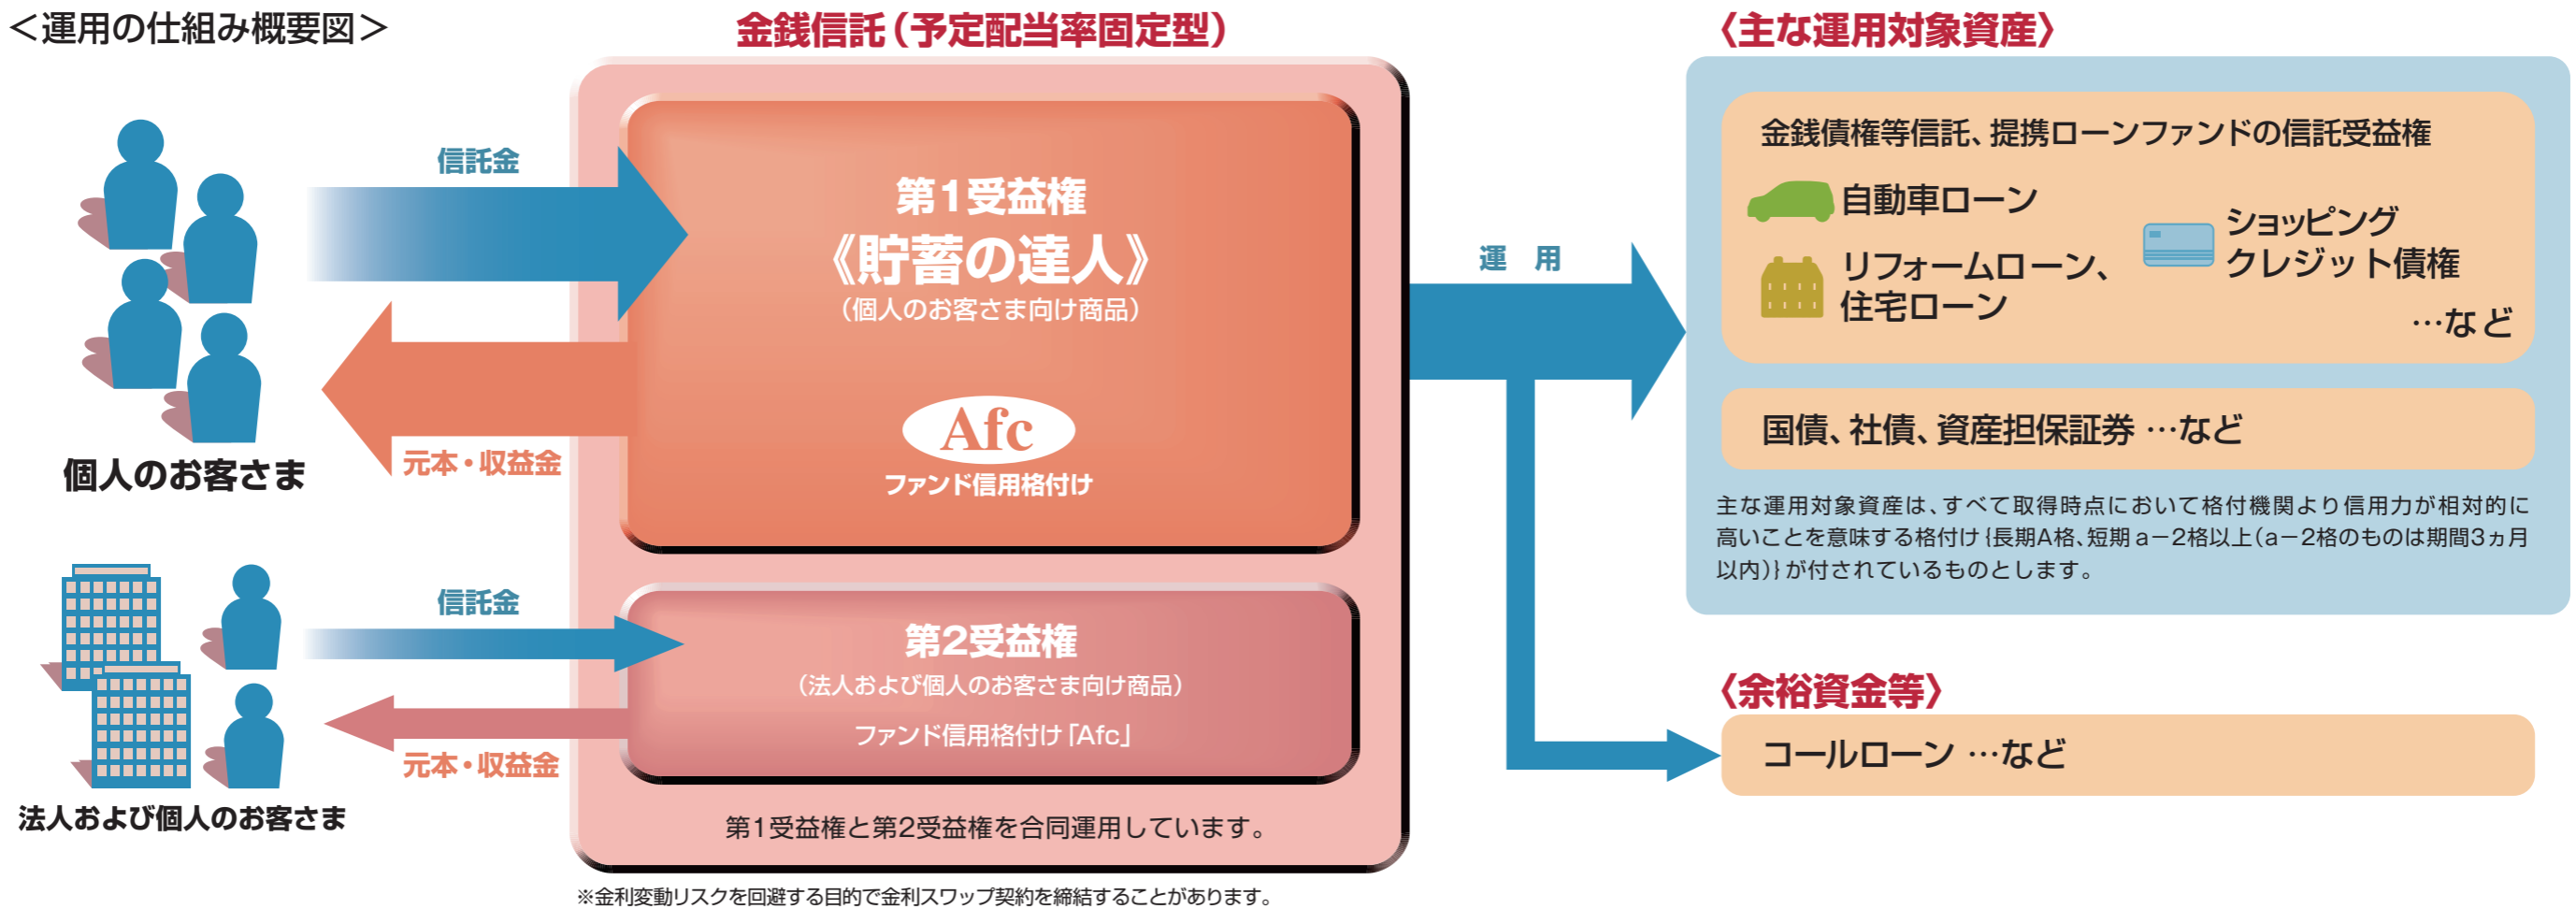 ＜運用の仕組み概要図＞
金銭信託（予定配当率固定型）
〈主な運用対象資産〉
信託金
第1受益権
《貯蓄の達人》
（個人のお客さま向け商品）
Afc
ファンド信用格付け
元本・収益金
個人のお客さま
運　用
金銭債権等信託、提携ローンファンドの信託受益権
自動車ローン
ショッピング
クレジット債権
リフォームローン、
住宅ローン
…など
国債、社債、資産担保証券 …など
主な運用対象資産は、すべて取得時点において格付機関より信用力が相対的に
高いことを意味する格付け{長期A格、短期a－2格以上（a－2格のものは期間3ヵ月
以内）}が付されているものとします。
信託金
第2受益権
（法人および個人のお客さま向け商品）
ファンド信用格付け「Afc」
元本・収益金
法人および個人のお客さま
第1受益権と第2受益権を合同運用しています。
〈余裕資金等〉
コールローン …など
※金利変動リスクを回避する目的で金利スワップ契約を締結することがあります。